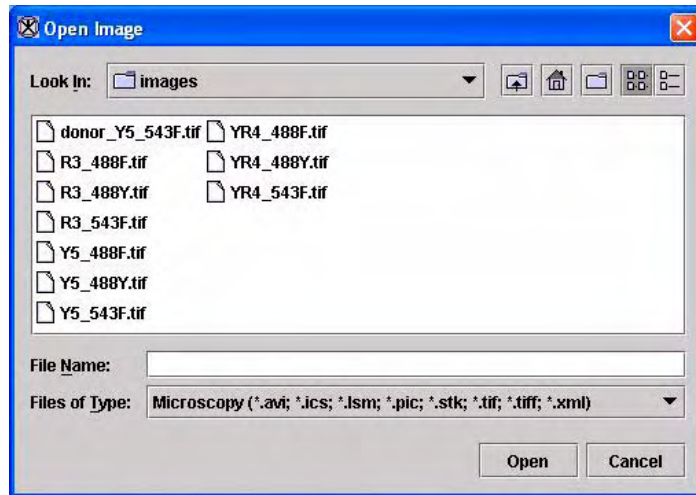 Open Image
Look In: images
donor_Y5_543F.tif YR4_488F.tif
R3_488F.tif YR4_488Y.tif
R3_488Y.tif YR4_543F.tif
R3_543F.tif
Y5_488F.tif
Y5_488Y.tif
Y5_543F.tif
File Name:
Files of Type: Microscopy (*.avi; *.ics; *.lsm; *.pic; *.stk; *.tif; *.tiff; *.xml)
Open Cancel